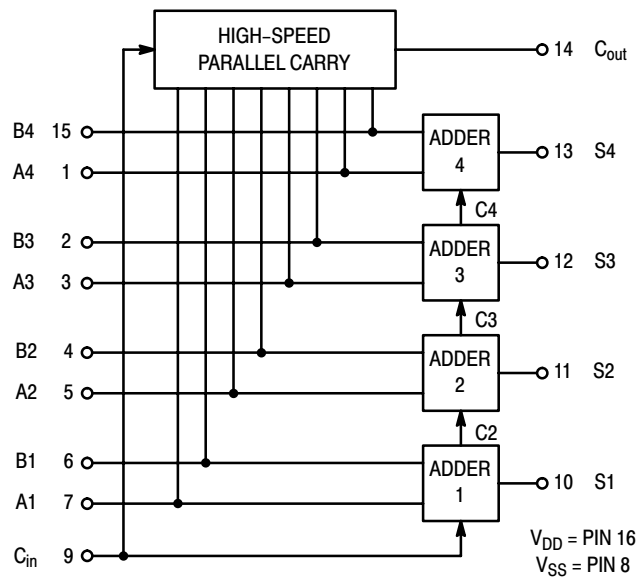 HIGH–SPEED
PARALLEL CARRY
14 Cout
B4 15
A4 1
ADDER
4
13 S4
C4
B3 2
A3 3
ADDER
3
12 S3
C3
B2 4
A2 5
ADDER
2
11 S2
C2
B1 6
A1 7
ADDER
1
10 S1
Cin 9
VDD = PIN 16
VSS = PIN 8